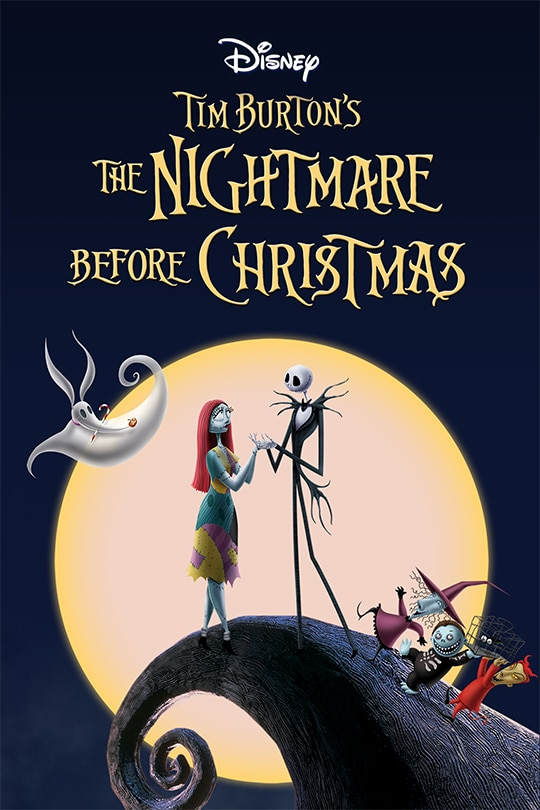 Disney
TIM BURTON'S
THE NIGHTMARE
BEFORE CHRISTMAS